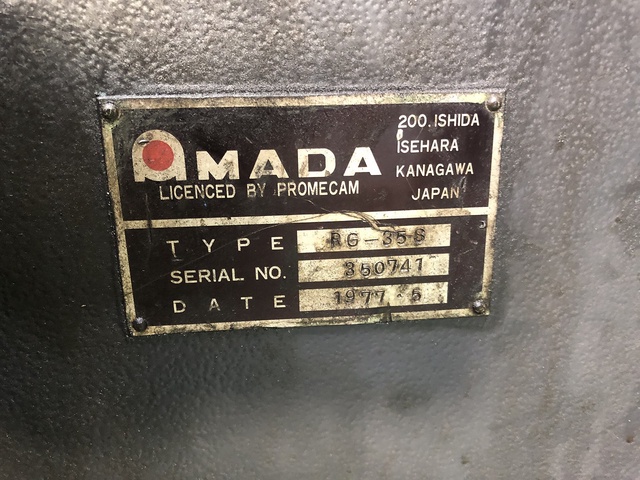 AMADA
LICENCED BY PROMECAM
200. ISHIDA
ISEHARA
KANAGAWA
JAPAN
TYPE RG-35S
SERIAL NO. 350741
DATE 1977 5